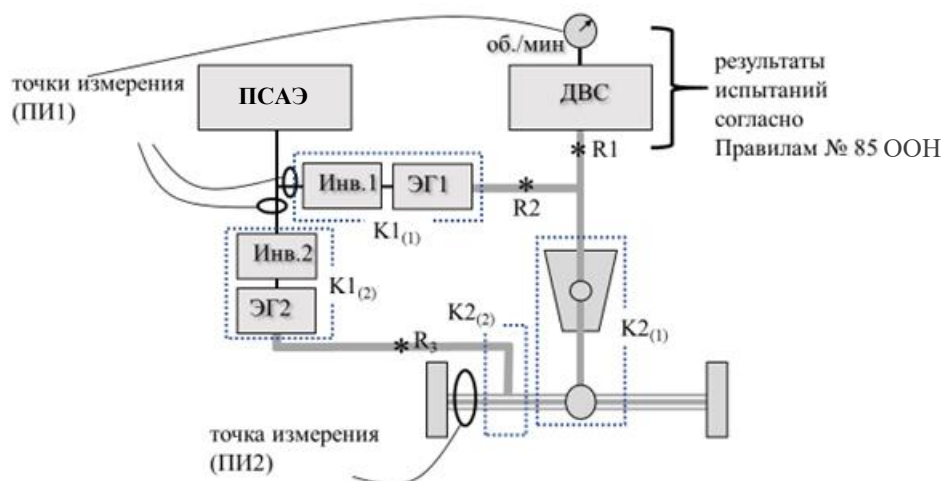 об./мин
точки измерения
(ПИ1)
ПСАЭ
ДВС
результаты
испытаний
согласно
Правилам № 85 ООН
* R1
Инв.1
ЭГ1
*
R2
K1(1)
Инв.2
ЭГ2
K1(2)
K2(2)
K2(1)
* R3
точка измерения
(ПИ2)